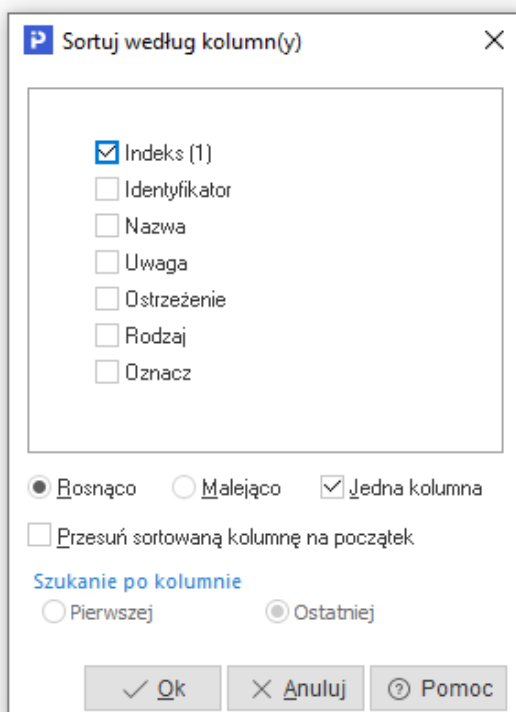 Sortuj według kolumn(y)
Indeks (1)
Identyfikator
Nazwa
Uwaga
Ostrzeżenie
Rodzaj
Oznacz
Rosnąco Malejąco Jedna kolumna
Przesuń sortowaną kolumnę na początek
Szukanie po kolumnie
Pierwszej Ostatniej
Ok Anuluj Pomoc